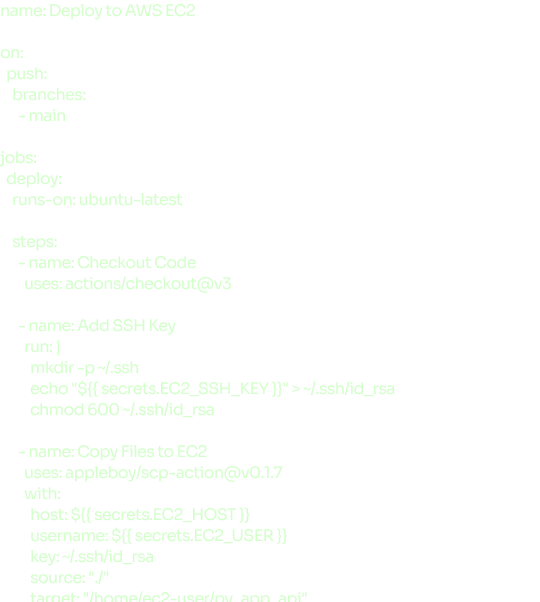 name: Deploy to AWS EC2
on:
push:
branches:
- main
jobs:
deploy:
runs-on: ubuntu-latest
steps:
- name: Checkout Code
uses: actions/checkout@v3
- name: Add SSH Key
run: |
mkdir -p ~/.ssh
echo "${{ secrets.EC2_SSH_KEY }}" > ~/.ssh/id_rsa
chmod 600 ~/.ssh/id_rsa
- name: Copy Files to EC2
uses: appleboy/scp-action@v0.1.7
with:
host: ${{ secrets.EC2_HOST }}
username: ${{ secrets.EC2_USER }}
key: ~/.ssh/id_rsa
source: "./"
target: "/home/ec2-user/py_app_api"